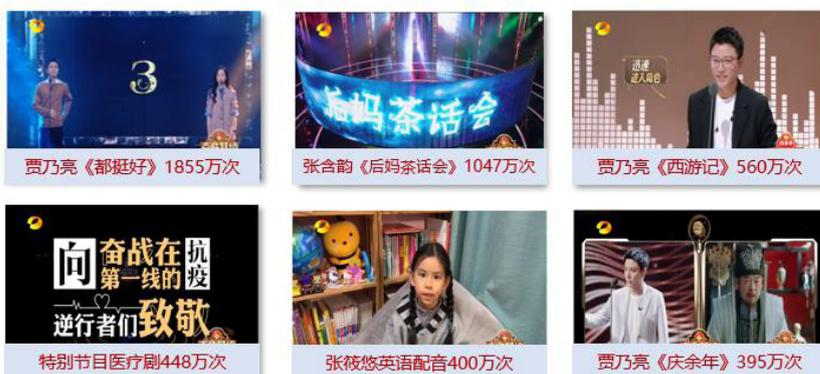 3
后妈茶话会
迅速
进入角色
贾乃亮《都挺好》1855万次
张含韵《后妈茶话会》1047万次
贾乃亮《西游记》560万次
向 奋战在 抗
第一线的 疫
逆行者们致敬
特别节目医疗剧448万次
张筱悠英语配音400万次
贾乃亮《庆余年》395万次